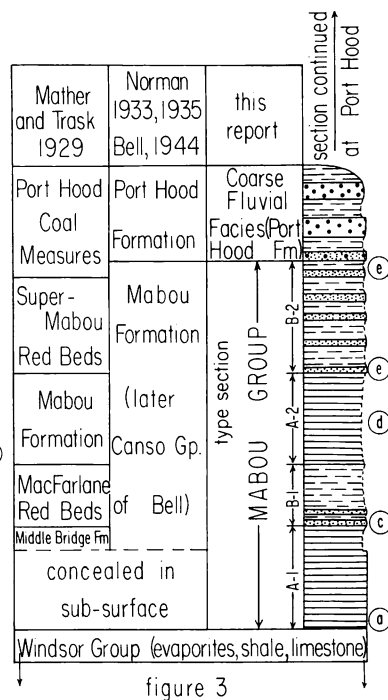 section continued
at Port Hood
Mather
and Trask
1929
Norman
1933, 1935
Bell, 1944
this
report
Port Hood
Coal
Measures
Port Hood
Formation
Coarse
Fluvial
Facies(Port
Hood Fm)
Super-
Mabou
Red Beds
Mabou
Formation
(later
Canso Gp.
of Bell)
Mabou
Formation
MacFarlane
Red Beds
Middle Bridge Fm
concealed in
sub-surface
type section
MABOU GROUP
B-2
A-2
B-1
A-1
e
e
d
c
a
Windsor Group (evaporites, shale, limestone)
figure 3